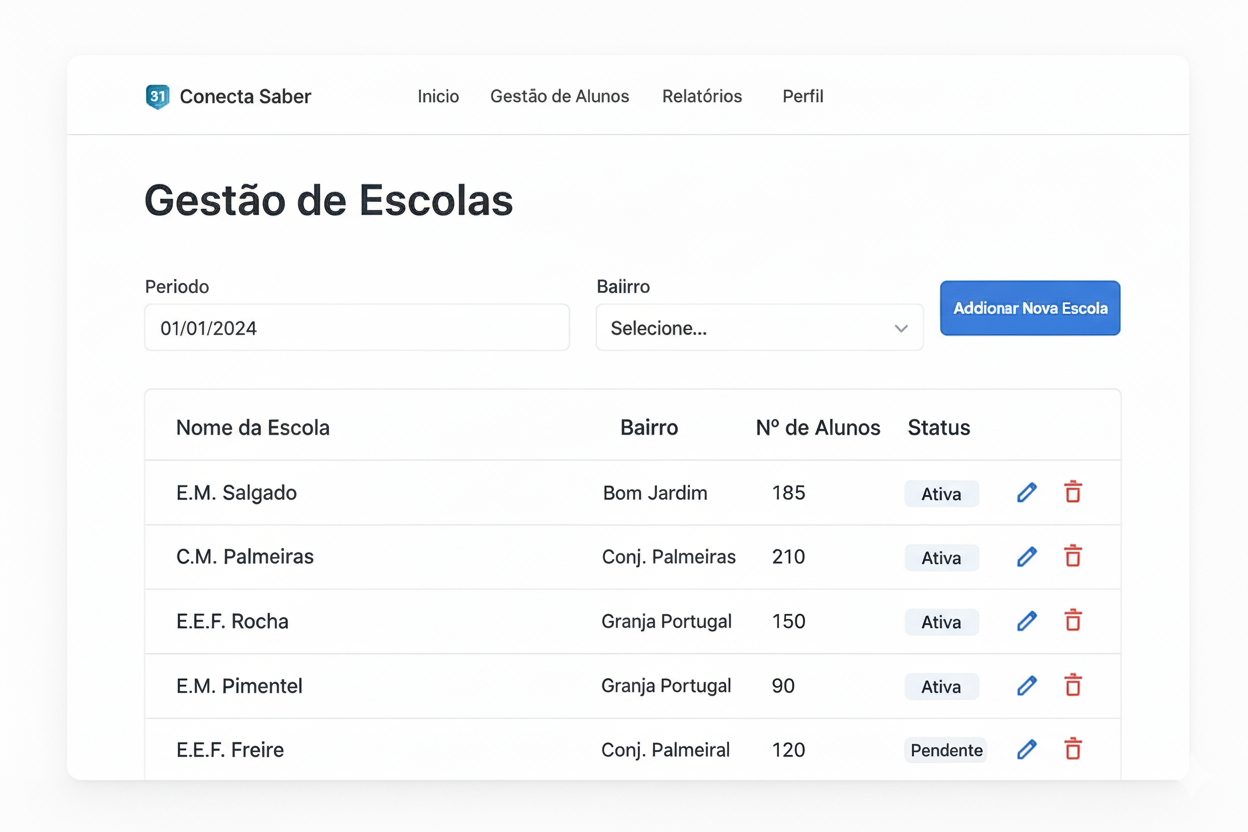 31 Conecta Saber Inicio Gestão de Alunos Relatórios Perfil
Gestão de Escolas
Periodo Baiirro
01/01/2024 Selecione... Addionar Nova Escola
Nome da Escola Bairro Nº de Alunos Status
E.M. Salgado Bom Jardim 185 Ativa
C.M. Palmeiras Conj. Palmeiras 210 Ativa
E.E.F. Rocha Granja Portugal 150 Ativa
E.M. Pimentel Granja Portugal 90 Ativa
E.E.F. Freire Conj. Palmeiral 120 Pendente